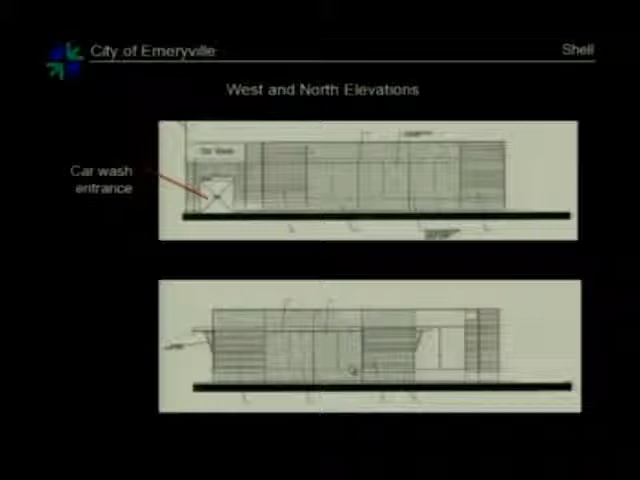 City of Emeryville
Shell
West and North Elevations
Car wash
entrance